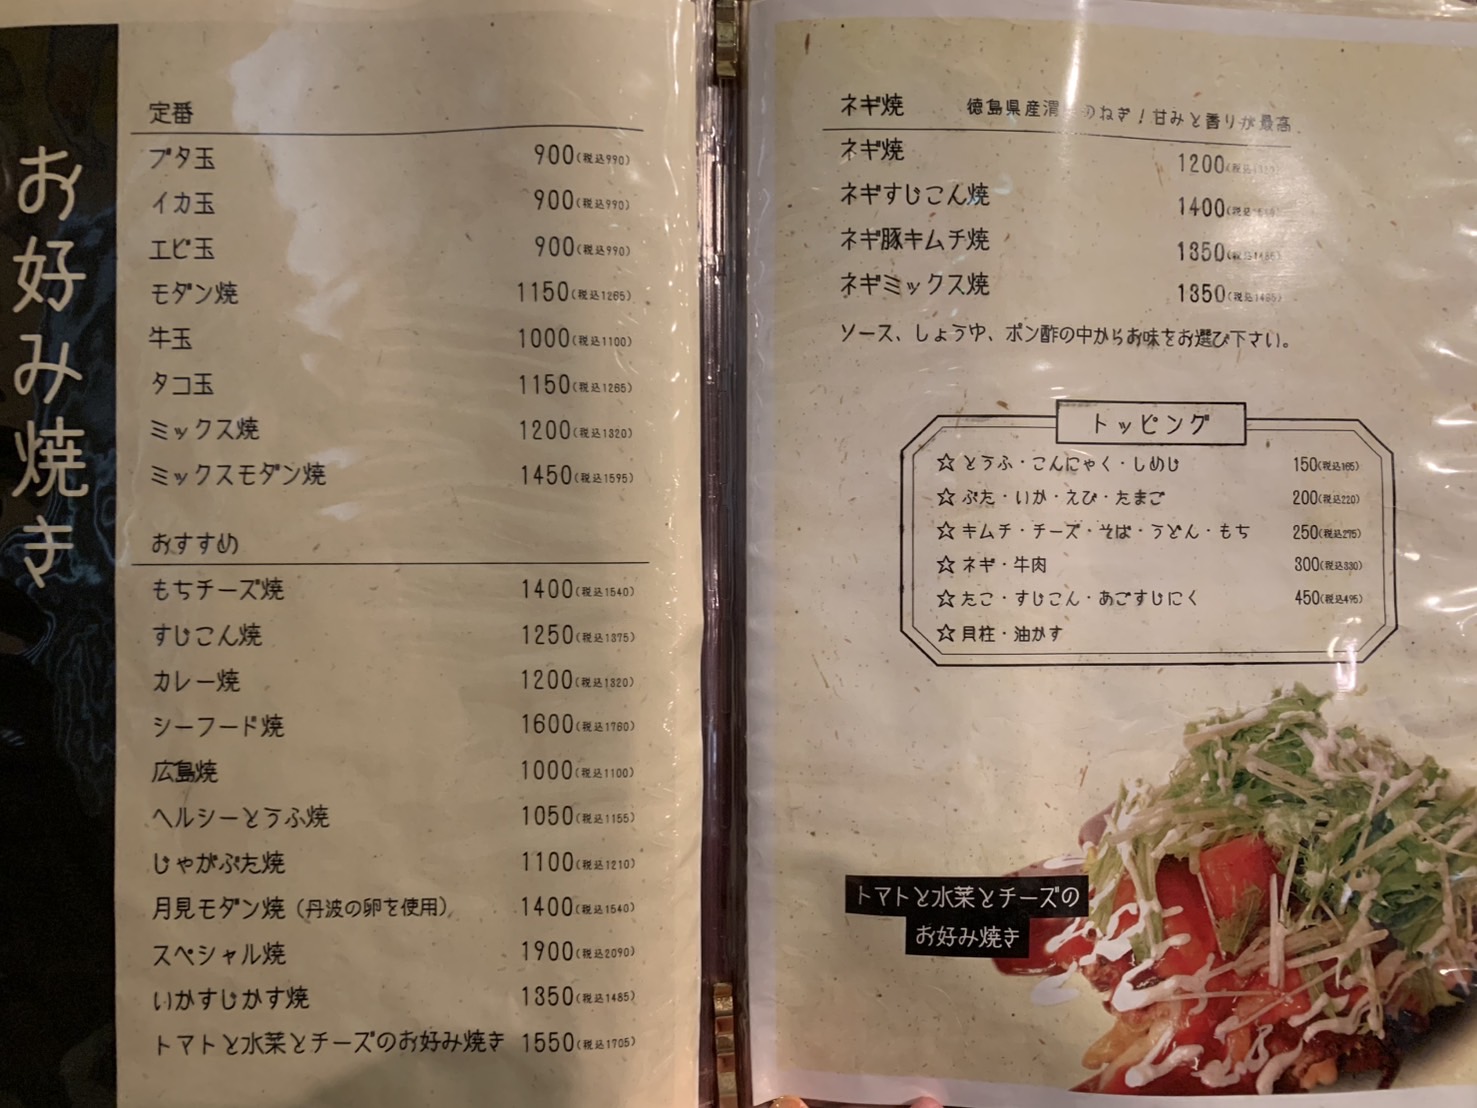 お好み焼き
定番
ブタ玉 900(税込990)
イカ玉 900(税込990)
エビ玉 900(税込990)
モダン焼 1150(税込1265)
牛玉 1000(税込1100)
タコ玉 1150(税込1265)
ミックス焼 1200(税込1320)
ミックスモダン焼 1450(税込1595)
おすすめ
もちチーズ焼 1400(税込1540)
すじこん焼 1250(税込1375)
カレー焼 1200(税込1320)
シーフード焼 1600(税込1760)
広島焼 1000(税込1100)
ヘルシーとうふ焼 1050(税込1155)
じゃがぶた焼 1100(税込1210)
月見モダン焼（丹波の卵を使用） 1400(税込1540)
スペシャル焼 1900(税込2090)
いかすじかす焼 1350(税込1485)
トマトと水菜とチーズのお好み焼き 1550(税込1705)
ネギ焼 徳島県産渭のねぎ！甘みと香りが最高
ネギ焼 1200(税込
ネギすじこん焼 1400(税込
ネギ豚キムチ焼 1350(税込1485)
ネギミックス焼 1350(税込1485)
ソース、しょうゆ、ポン酢の中からお味をお選び下さい。
トッピング
☆とうふ・こんにゃく・しめじ 150(税込165)
☆ぶた・いか・えび・たまご 200(税込220)
☆キムチ・チーズ・そば・うどん・もち 250(税込275)
☆ネギ・牛肉 300(税込330)
☆たこ・すじこん・あごすじにく 450(税込495)
☆貝柱・油かす
トマトと水菜とチーズの
お好み焼き